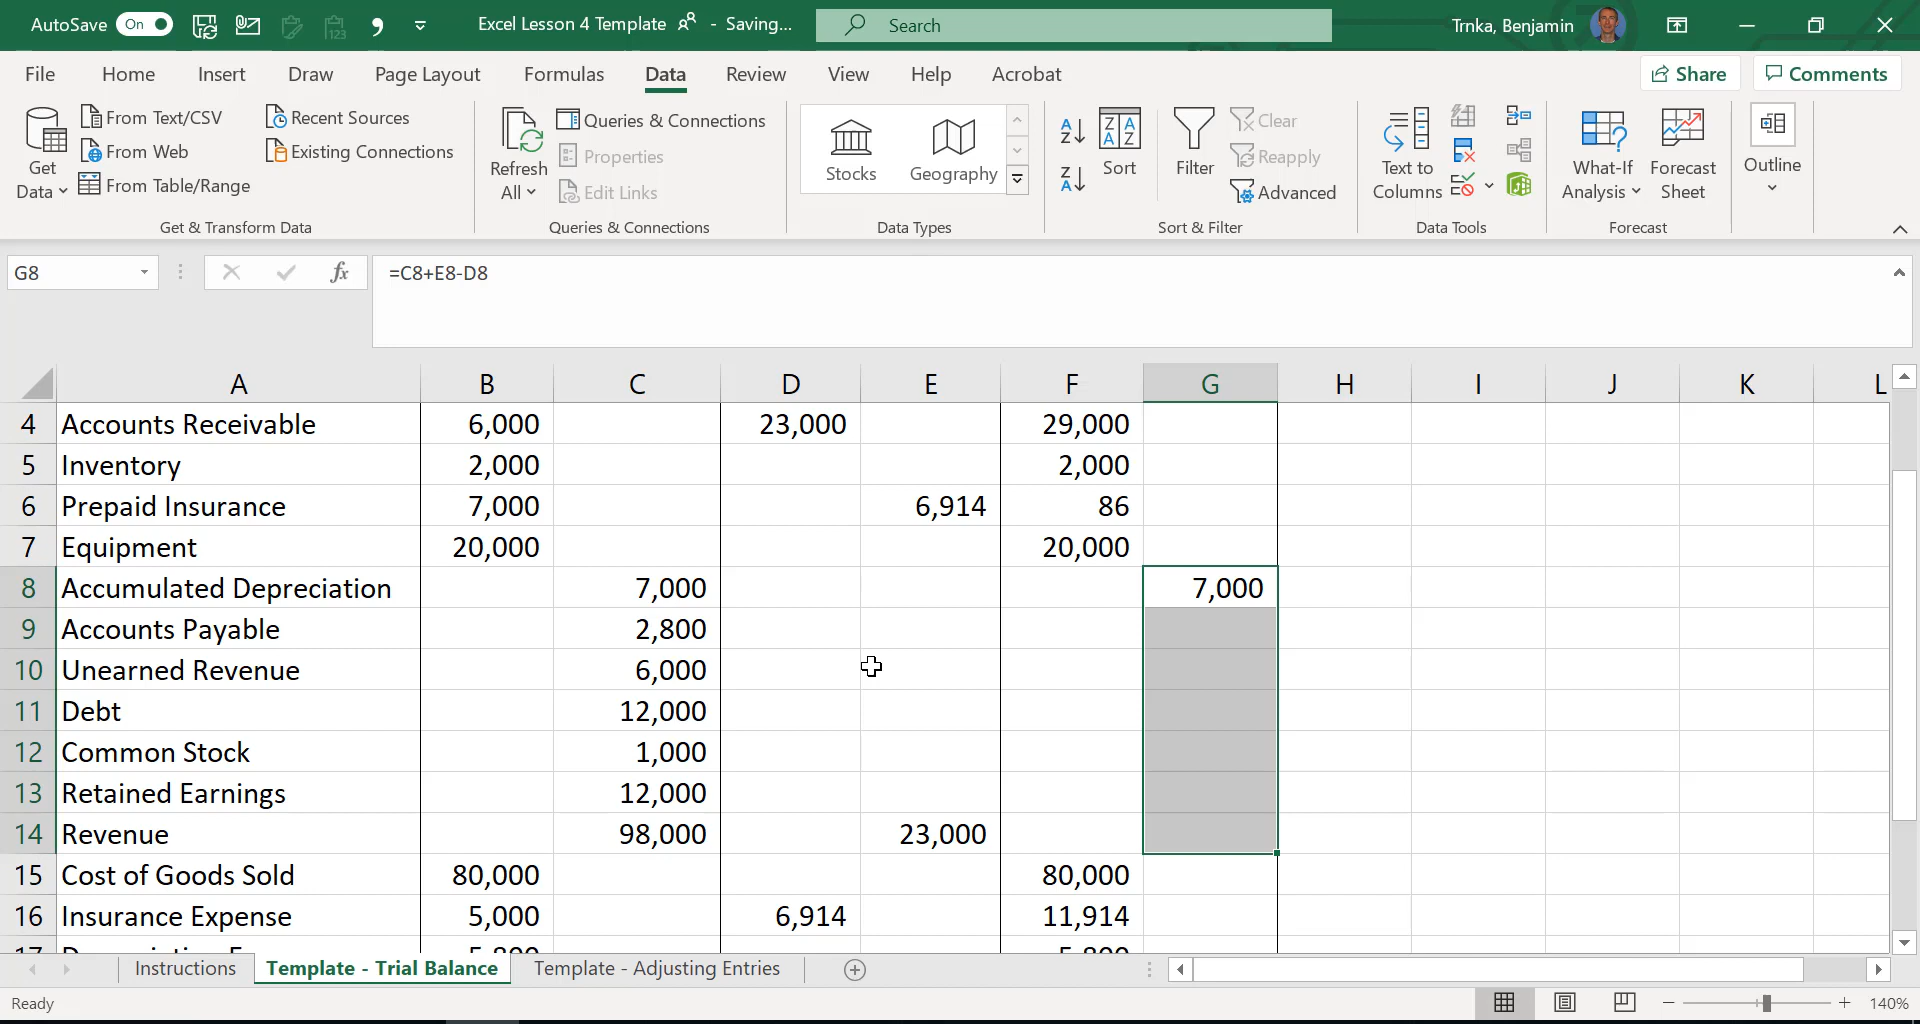 AutoSave On Excel Lesson 4 Template - Saving... Search Trnka, Benjamin
File Home Insert Draw Page Layout Formulas Data Review View Help Acrobat Share Comments
Get Data
From Text/CSV
From Web
From Table/Range
Recent Sources
Existing Connections
Get & Transform Data
Refresh All
Queries & Connections
Properties
Edit Links
Queries & Connections
Stocks
Geography
Data Types
Sort
Filter
Clear
Reapply
Advanced
Sort & Filter
Text to Columns
Data Tools
What-If Analysis
Forecast Sheet
Forecast
Outline
G8 fx =C8+E8-D8
A B C D E F G H I J K L
4 Accounts Receivable 6,000 23,000 29,000
5 Inventory 2,000 2,000
6 Prepaid Insurance 7,000 6,914 86
7 Equipment 20,000 20,000
8 Accumulated Depreciation 7,000 7,000
9 Accounts Payable 2,800
10 Unearned Revenue 6,000
11 Debt 12,000
12 Common Stock 1,000
13 Retained Earnings 12,000
14 Revenue 98,000 23,000
15 Cost of Goods Sold 80,000 80,000
16 Insurance Expense 5,000 6,914 11,914
Instructions Template - Trial Balance Template - Adjusting Entries
Ready 140%